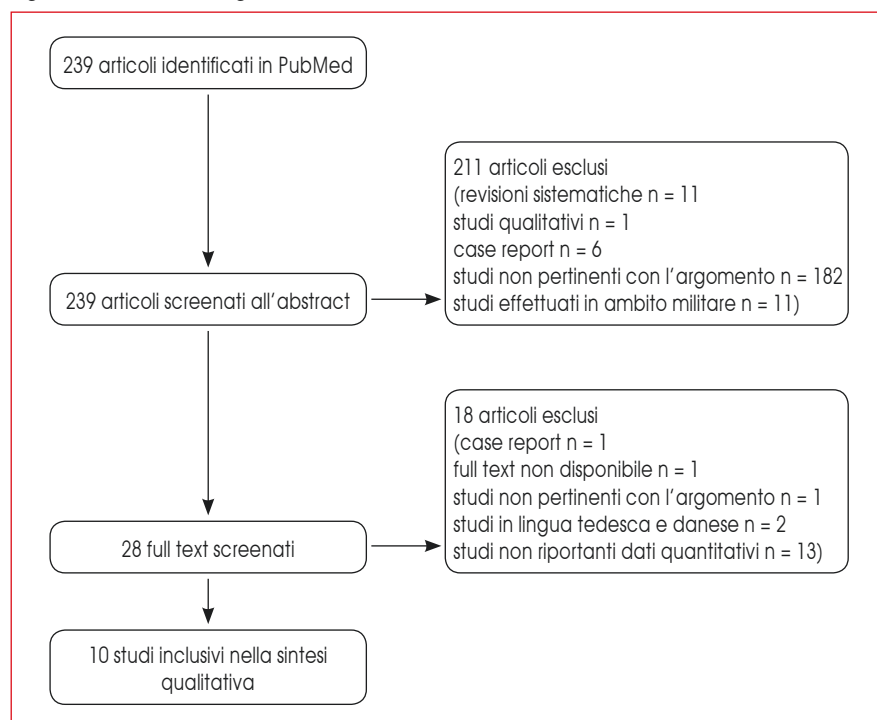 239 articoli identificati in PubMed
211 articoli esclusi
(revisioni sistematiche n = 11
studi qualitativi n = 1
case report n = 6
studi non pertinenti con l'argomento n = 182
studi effettuati in ambito militare n = 11)
239 articoli screenati all'abstract
18 articoli esclusi
(case report n = 1
full text non disponibile n = 1
studi non pertinenti con l'argomento n = 1
studi in lingua tedesca e danese n = 2
studi non riportanti dati quantitativi n = 13)
28 full text screenati
10 studi inclusivi nella sintesi
qualitativa